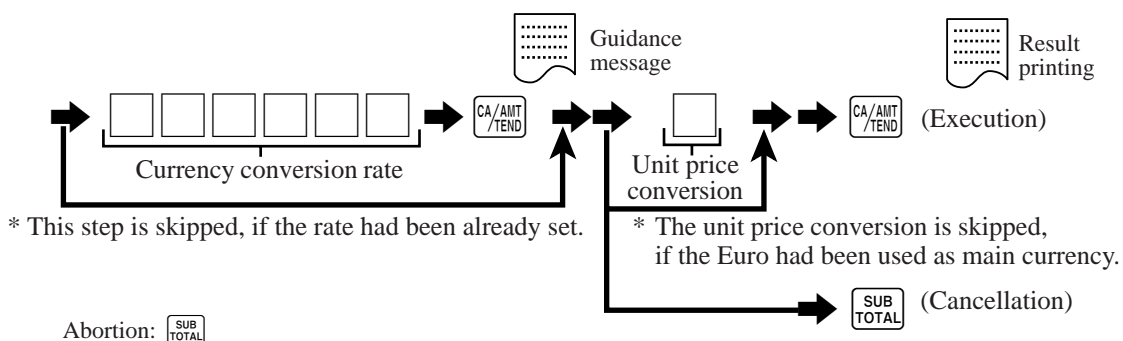 Guidance
message
Result
printing
CA/AMT
/TEND
CA/AMT
/TEND
(Execution)
Currency conversion rate
Unit price
conversion
* This step is skipped, if the rate had been already set.
* The unit price conversion is skipped,
if the Euro had been used as main currency.
SUB
TOTAL
(Cancellation)
Abortion:
SUB
TOTAL